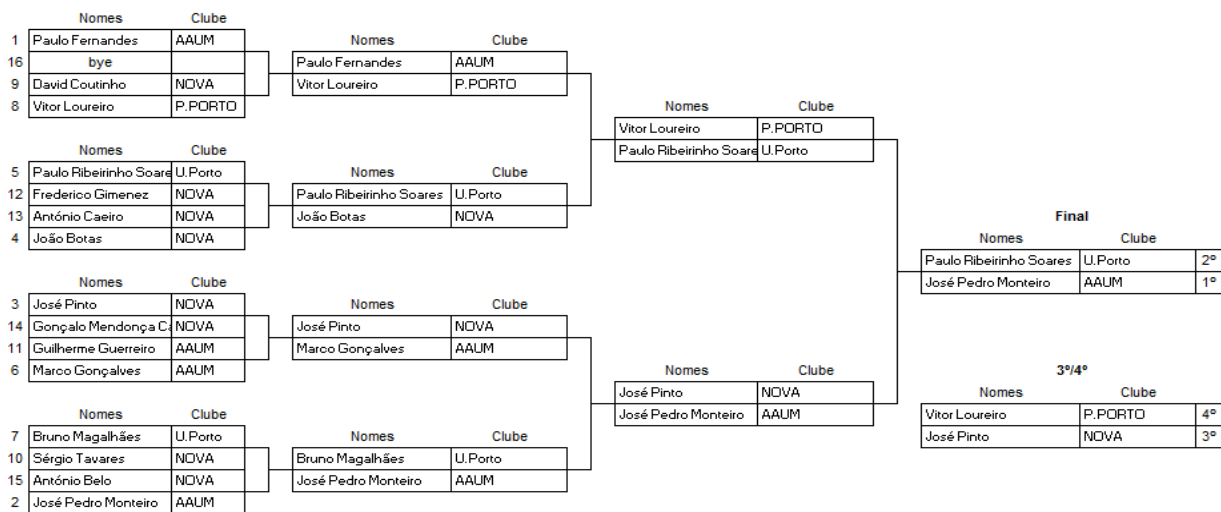 Nomes Clube
1 Paulo Fernandes AAUM
16 bye
9 David Coutinho NOVA
8 Vitor Loureiro P.PORTO
Nomes Clube
5 Paulo Ribeirinho Soare U.Porto
12 Frederico Gimenez NOVA
13 António Caeiro NOVA
4 João Botas NOVA
Nomes Clube
3 José Pinto NOVA
14 Gonçalo Mendonça Ca NOVA
11 Guilherme Guerreiro AAUM
6 Marco Gonçalves AAUM
Nomes Clube
7 Bruno Magalhães U.Porto
10 Sérgio Tavares NOVA
15 António Belo NOVA
2 José Pedro Monteiro AAUM
Nomes Clube
Paulo Fernandes AAUM
Vitor Loureiro P.PORTO
Nomes Clube
Paulo Ribeirinho Soares U.Porto
João Botas NOVA
Nomes Clube
José Pinto NOVA
Marco Gonçalves AAUM
Nomes Clube
Bruno Magalhães U.Porto
José Pedro Monteiro AAUM
Nomes Clube
Vitor Loureiro P.PORTO
Paulo Ribeirinho Soare U.Porto
Nomes Clube
José Pinto NOVA
José Pedro Monteiro AAUM
Final
Nomes Clube
Paulo Ribeirinho Soares U.Porto 2º
José Pedro Monteiro AAUM 1º
3º/4º
Nomes Clube
Vitor Loureiro P.PORTO 4º
José Pinto NOVA 3º